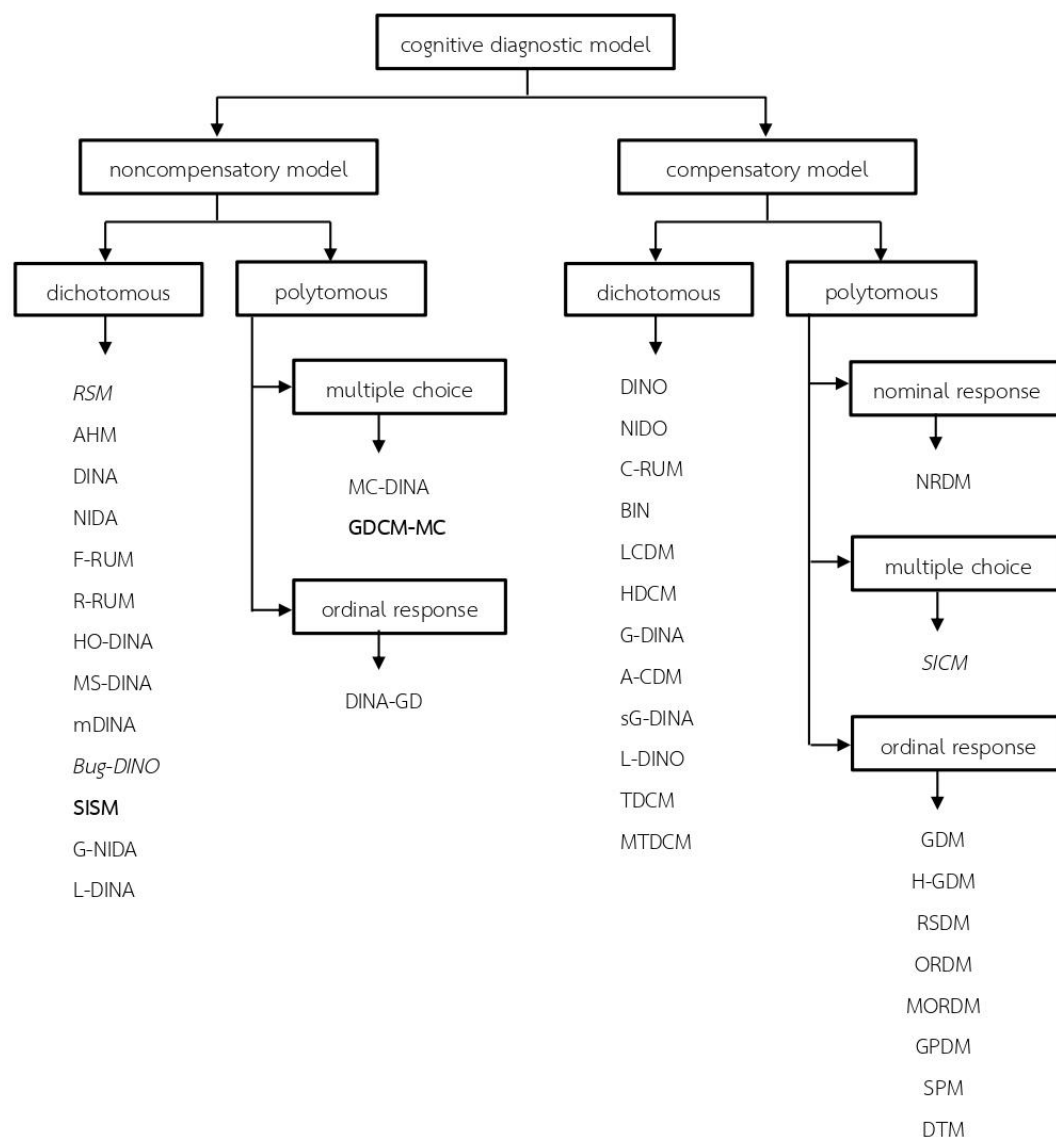 cognitive diagnostic model
noncompensatory model
compensatory model
dichotomous
polytomous
dichotomous
polytomous
RSM
AHM
DINA
NIDA
F-RUM
R-RUM
HO-DINA
MS-DINA
mDINA
Bug-DINO
SISM
G-NIDA
L-DINA
multiple choice
MC-DINA
GDCM-MC
ordinal response
DINA-GD
DINO
NIDO
C-RUM
BIN
LCDM
HDCM
G-DINA
A-CDM
sG-DINA
L-DINO
TDCM
MTDCM
nominal response
NRDM
multiple choice
SICM
ordinal response
GDM
H-GDM
RSDM
ORDM
MORDM
GPDM
SPM
DTM